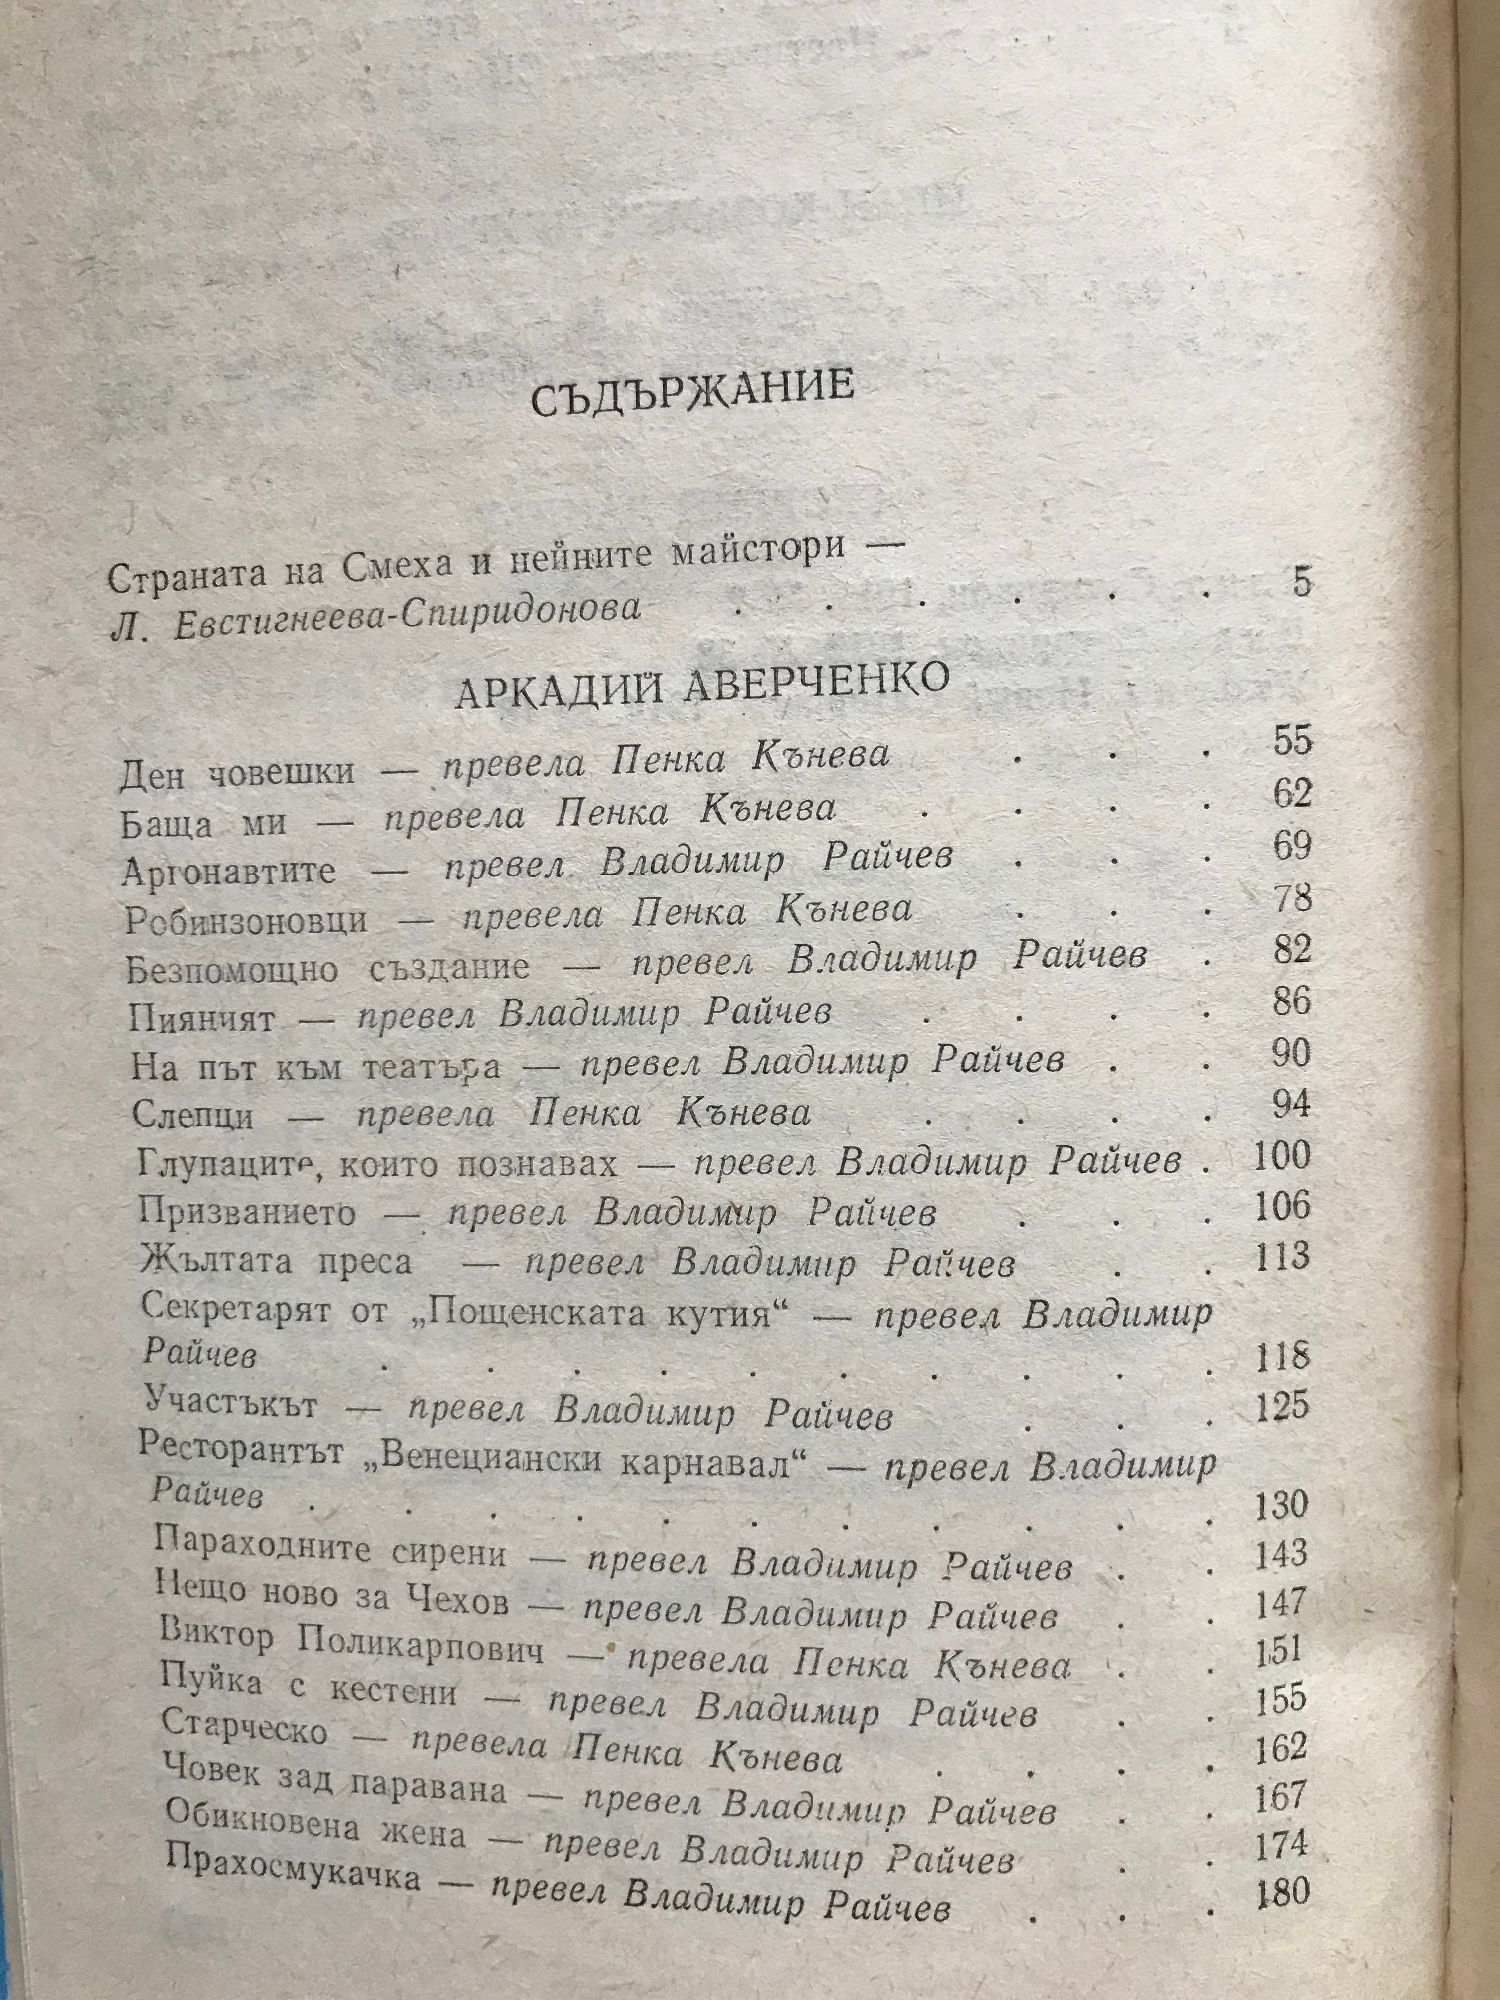 СЪДЪРЖАНИЕ
Страната на Смеха и нейните майстори —
Л. Евстигнеева-Спиридонова . . . . . . 5
АРКАДИЙ АВЕРЧЕНКО
Ден човешки — превела Пенка Кънева . . . 55
Баща ми — превела Пенка Кънева . . . . 62
Аргонавтите — превел Владимир Райчев . . . 69
Робинзоновци — превела Пенка Кънева . . . 78
Безпомощно създание — превел Владимир Райчев . 82
Пиянчят — превел Владимир Райчев . . . . 86
На път към театъра — превел Владимир Райчев . . 90
Слепци — превела Пенка Кънева . . . . 94
Глупаците, които познавах — превел Владимир Райчев . 100
Призванието — превел Владимир Райчев . . . 106
Жълтата преса — превел Владимир Райчев . . 113
Секретарят от „Пощенската кутия“ — превел Владимир
Райчев . . . . . . . . . . 118
Участъкът — превел Владимир Райчев . . . 125
Ресторантът „Венециански карнавал“ — превел Владимир
Райчев . . . . . . . . . . . 130
Параходните сирени — превел Владимир Райчев . . 143
Нещо ново за Чехов — превел Владимир Райчев . . 147
Виктор Поликарпович — превела Пенка Кънева . . 151
Пуйка с кестени — превел Владимир Райчев . . 155
Старческо — превела Пенка Кънева . . . . 162
Човек зад паравана — превел Владимир Райчев . . 167
Обикновена жена — превел Владимир Райчев . . 174
Прахосмукачка — превел Владимир Райчев . . . 180